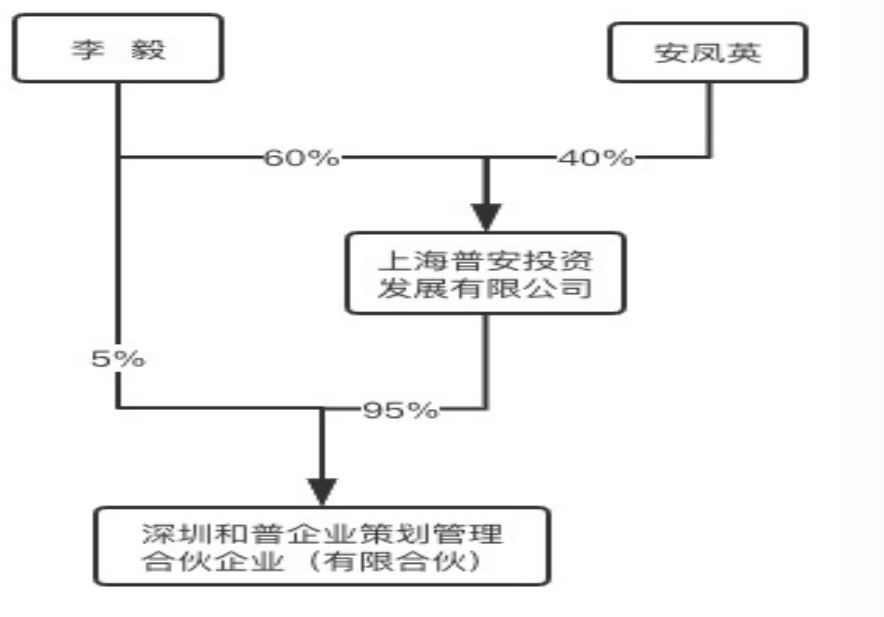 李 毅
安凤英
60%
40%
上海普安投资
发展有限公司
5%
95%
深圳和普企业策划管理
合伙企业（有限合伙）